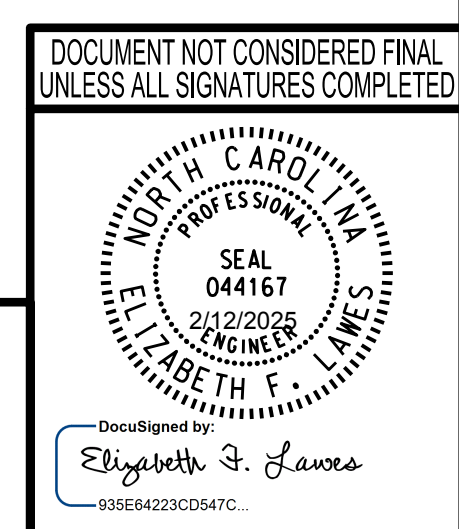 DOCUMENT NOT CONSIDERED FINAL
UNLESS ALL SIGNATURES COMPLETED
NORTH CAROLINA
PROFESSIONAL
SEAL
044167
2/12/2025
ENGINEER
ELIZABETH F. LAWES
DocuSigned by:
Elizabeth F. Lawes
935E64223CD547C...